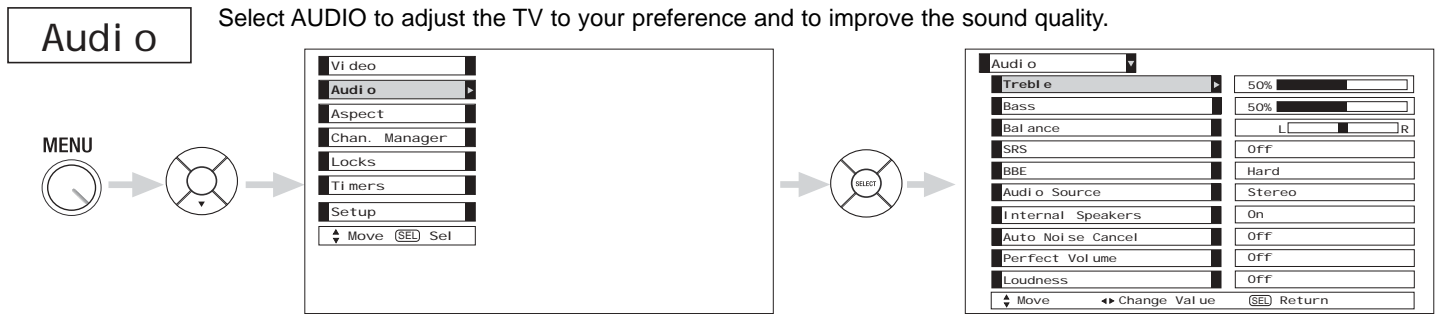 Audio
Select AUDIO to adjust the TV to your preference and to improve the sound quality.
MENU
Video
Audio
Aspect
Chan. Manager
Locks
Timers
Setup
Move SEL Sel
SELECT
Audio
Treble 50%
Bass 50%
Balance L R
SRS Off
BBE Hard
Audio Source Stereo
Internal Speakers On
Auto Noise Cancel Off
Perfect Volume Off
Loudness Off
Move Change Value SEL Return